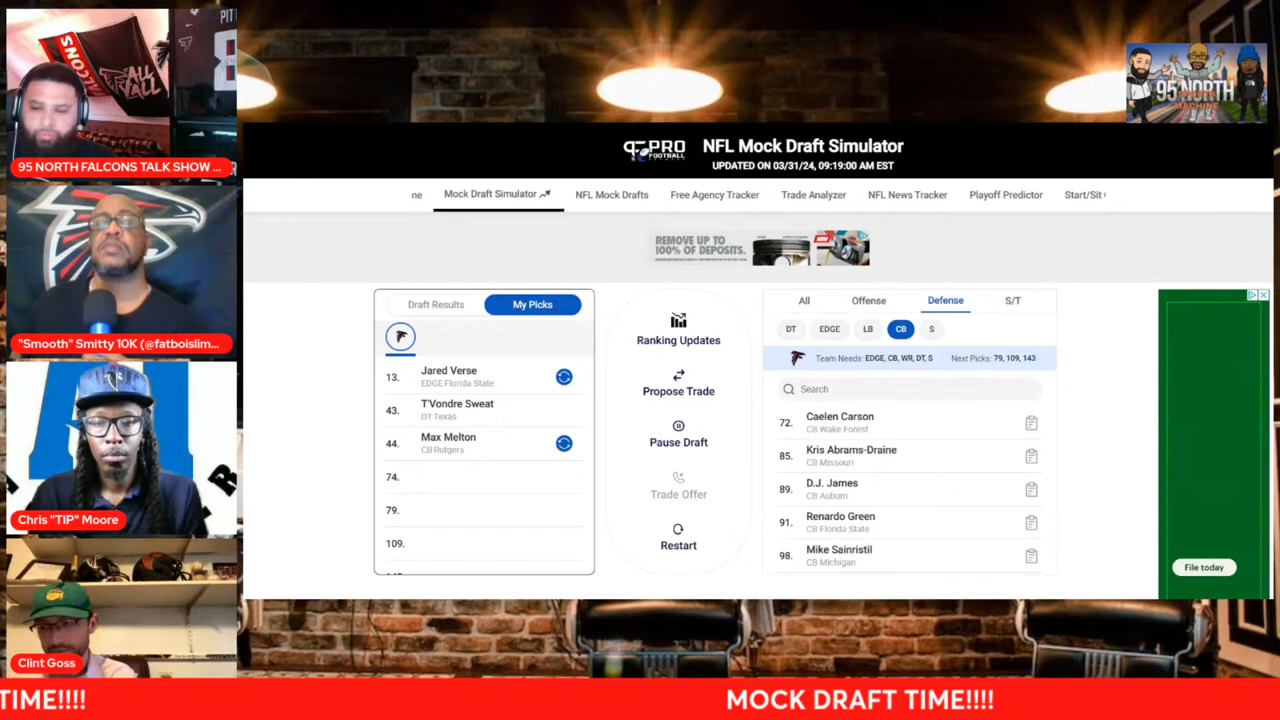 PIT
8
FALCONS
95 NORTH FALCONS TALK SHOW ...
"Smooth" Smitty 10K (@fatboislim...
Chris "TIP" Moore
Clint Goss
95 NORTH
MACHINE
PRO
FOOTBALL
NFL Mock Draft Simulator
UPDATED ON 03/31/24, 09:19:00 AM EST
ne
Mock Draft Simulator
NFL Mock Drafts
Free Agency Tracker
Trade Analyzer
NFL News Tracker
Playoff Predictor
Start/Sit
REMOVE UP TO
100% OF DEPOSITS.
Draft Results
My Picks
13. Jared Verse
EDGE Florida State
43. T'Vondre Sweat
DT Texas
44. Max Melton
CB Rutgers
74.
79.
109.
Ranking Updates
Propose Trade
Pause Draft
Trade Offer
Restart
All
Offense
Defense
S/T
DT
EDGE
LB
CB
S
Team Needs: EDGE, CB, WR, DT, S
Next Picks: 79, 109, 143
Search
72. Caelen Carson
CB Wake Forest
85. Kris Abrams-Draine
CB Missouri
89. D.J. James
CB Auburn
91. Renardo Green
CB Florida State
98. Mike Sainristil
CB Michigan
File today
TIME!!!!
MOCK DRAFT TIME!!!!